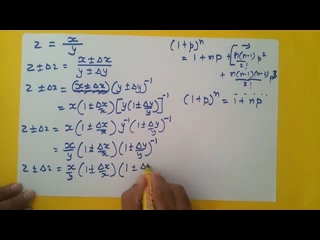 z = x/y
z ± Δz = (x ± Δx)/(y ± Δy)
z ± Δz = (x ± Δx)(y ± Δy)⁻¹
= x(1 ± Δx/x)[y(1 ± Δy/y)]⁻¹
z ± Δz = x(1 ± Δx/x) y⁻¹(1 ± Δy/y)⁻¹
= x/y (1 ± Δx/x)(1 ± Δy/y)⁻¹
z ± Δz = x/y (1 ± Δx/x)(1 ± Δ
(1+p)ⁿ
= 1 + np + n(n-1)/2! p²
+ n(n-1)(n-2)/3! p³
(1+p)ⁿ = 1 + np